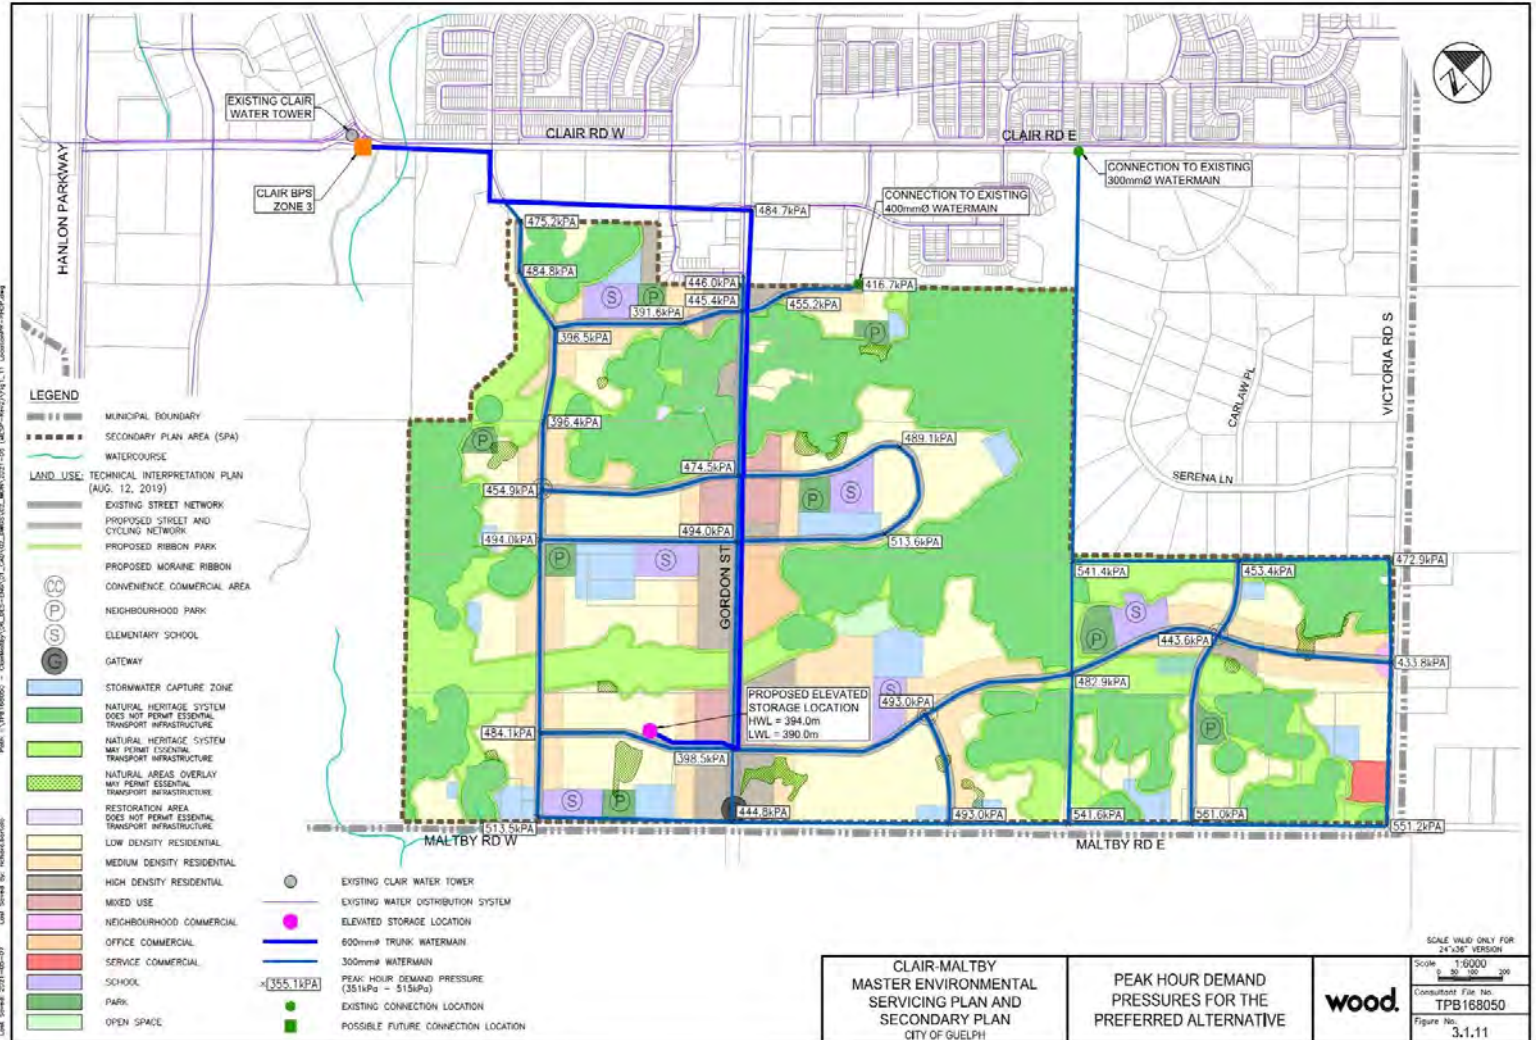 EXISTING CLAIR
WATER TOWER
CLAIR RD W
CLAIR RD E
HANLON PARKWAY
CLAIR BPS
ZONE 3
CONNECTION TO EXISTING
300mmØ WATERMAIN
CONNECTION TO EXISTING
400mmØ WATERMAIN
475.2kPA
484.7kPA
484.8kPA
446.0kPA
416.7kPA
445.4kPA
455.2kPA
S
P
391.6kPA
396.5kPA
P
VICTORIA RD S
CARLAW PL
SERENA LN
396.4kPA
P
489.1kPA
474.5kPA
454.9kPA
P
S
494.0kPA
494.0kPA
513.6kPA
P
S
GORDON ST
541.4kPA
453.4kPA
472.9kPA
S
P
443.6kPA
433.8kPA
482.9kPA
S
493.0kPA
PROPOSED ELEVATED
STORAGE LOCATION
HWL = 394.0m
LWL = 390.0m
P
484.1kPA
398.5kPA
S
P
444.8kPA
493.0kPA
541.6kPA
561.0kPA
551.2kPA
513.5kPA
MALTBY RD W
MALTBY RD E
LEGEND
MUNICIPAL BOUNDARY
SECONDARY PLAN AREA (SPA)
WATERCOURSE
LAND USE: TECHNICAL INTERPRETATION PLAN
(AUG. 12, 2019)
EXISTING STREET NETWORK
PROPOSED STREET AND
CYCLING NETWORK
PROPOSED RIBBON PARK
PROPOSED MORAINE RIBBON
CC CONVENIENCE COMMERCIAL AREA
P NEIGHBOURHOOD PARK
S ELEMENTARY SCHOOL
G GATEWAY
STORMWATER CAPTURE ZONE
NATURAL HERITAGE SYSTEM
DOES NOT PERMIT ESSENTIAL
TRANSPORT INFRASTRUCTURE
NATURAL HERITAGE SYSTEM
MAY PERMIT ESSENTIAL
TRANSPORT INFRASTRUCTURE
NATURAL AREAS OVERLAY
MAY PERMIT ESSENTIAL
TRANSPORT INFRASTRUCTURE
RESTORATION AREA
DOES NOT PERMIT ESSENTIAL
TRANSPORT INFRASTRUCTURE
LOW DENSITY RESIDENTIAL
MEDIUM DENSITY RESIDENTIAL
HIGH DENSITY RESIDENTIAL
MIXED USE
NEIGHBOURHOOD COMMERCIAL
OFFICE COMMERCIAL
SERVICE COMMERCIAL
SCHOOL
PARK
OPEN SPACE
EXISTING CLAIR WATER TOWER
EXISTING WATER DISTRIBUTION SYSTEM
ELEVATED STORAGE LOCATION
600mmø TRUNK WATERMAIN
300mmø WATERMAIN
×355.1kPA PEAK HOUR DEMAND PRESSURE
(351kPa - 515kPa)
EXISTING CONNECTION LOCATION
POSSIBLE FUTURE CONNECTION LOCATION
CLAIR-MALTBY
MASTER ENVIRONMENTAL
SERVICING PLAN AND
SECONDARY PLAN
CITY OF GUELPH
PEAK HOUR DEMAND
PRESSURES FOR THE
PREFERRED ALTERNATIVE
wood.
SCALE VALID ONLY FOR
24"x36" VERSION
Scale 1:6000
0 50 100 200
Consultant File No.
TPB168050
Figure No.
3.1.11